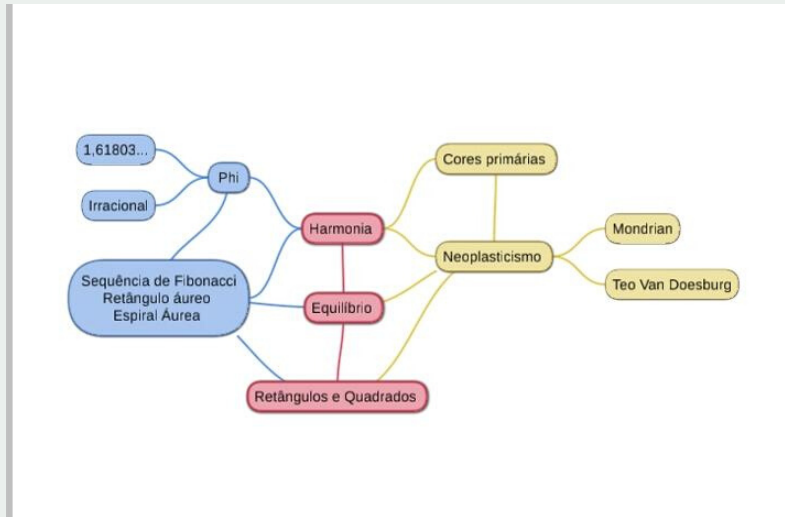 1,61803...
Phi
Irracional
Sequência de Fibonacci
Retângulo áureo
Espiral Áurea
Harmonia
Equilíbrio
Retângulos e Quadrados
Cores primárias
Neoplasticismo
Mondrian
Teo Van Doesburg